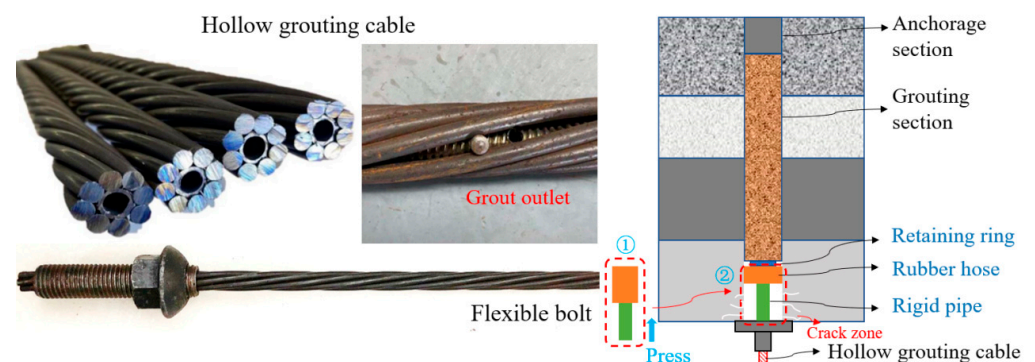 Hollow grouting cable
Grout outlet
Flexible bolt
Anchorage
section
Grouting
section
Retaining ring
Rubber hose
Rigid pipe
Crack zone
Hollow grouting cable
①
②
Press